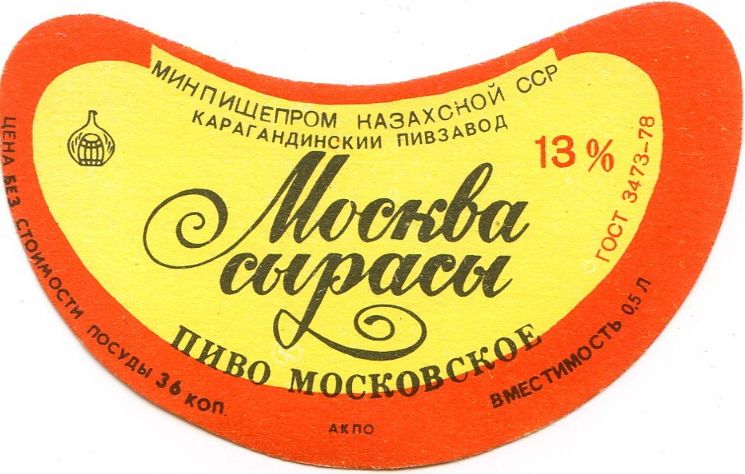 МИНПИЩЕПРОМ КАЗАХСКОЙ ССР
КАРАГАНДИНСКИЙ ПИВЗАВОД
13 %
Москва
сырасы
ПИВО МОСКОВСКОЕ
ЦЕНА БЕЗ СТОИМОСТИ ПОСУДЫ 36 КОП.
АКПО
ВМЕСТИМОСТЬ 0,5 Л
ГОСТ 3473-78